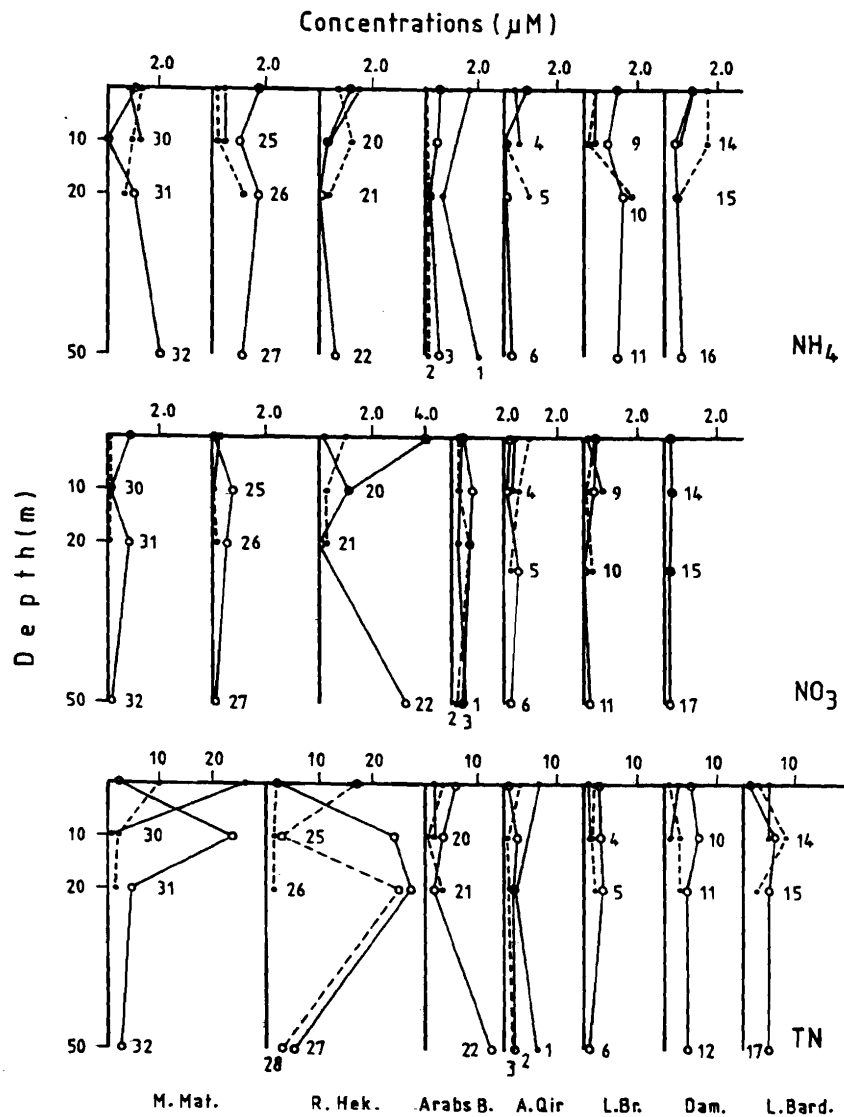 Concentrations (μM)
2.0 2.0 2.0 2.0 2.0 2.0 2.0
10 30 25 20 4 9 14
20 31 26 21 5 10 15
50 32 27 22 2 3 1 6 11 16
NH4
2.0 2.0 2.0 4.0 2.0 2.0 2.0 2.0
10 30 25 20 4 9 14
20 31 26 21 5 10 15
50 32 27 22 2 3 1 6 11 17
NO3
Depth(m)
10 20 10 20 10 10 10 10
10 30 25 20 4 10 14
20 31 26 21 5 11 15
50 32 28 27 22 3 2 1 6 12 17
TN
M. Mat. R. Hek. Arabs B. A.Qir L.Br. Dam. L.Bard.